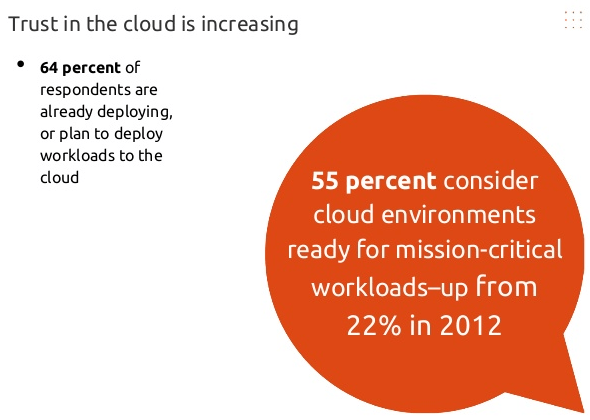 Trust in the cloud is increasing
• 64 percent of
respondents are
already deploying,
or plan to deploy
workloads to the
cloud
55 percent consider
cloud environments
ready for mission-critical
workloads–up from
22% in 2012